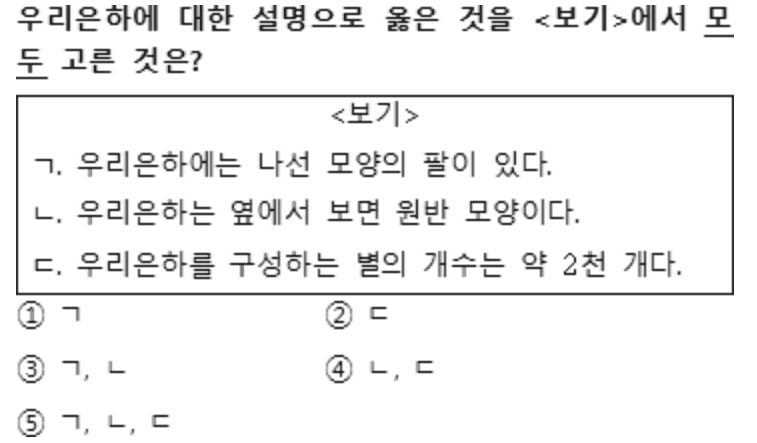 우리은하에 대한 설명으로 옳은 것을 <보기>에서 모
두 고른 것은?
<보기>
ㄱ. 우리은하에는 나선 모양의 팔이 있다.
ㄴ. 우리은하는 옆에서 보면 원반 모양이다.
ㄷ. 우리은하를 구성하는 별의 개수는 약 2천 개다.
① ㄱ ② ㄷ
③ ㄱ, ㄴ ④ ㄴ, ㄷ
⑤ ㄱ, ㄴ, ㄷ